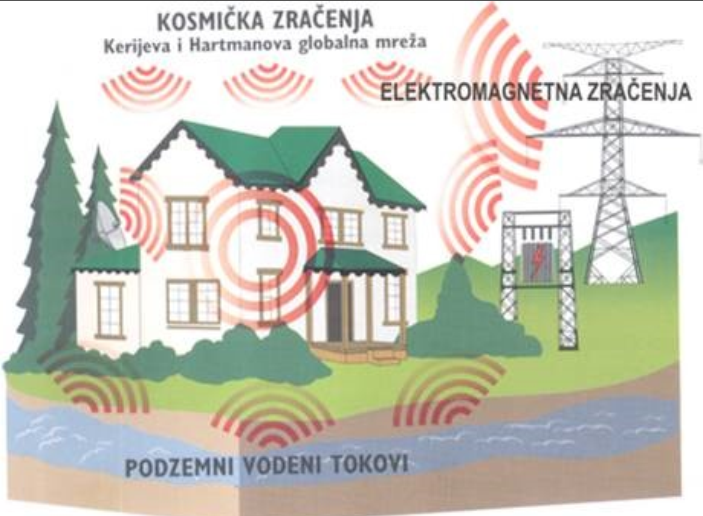 KOSMIČKA ZRAČENJA
Kerijeva i Hartmanova globalna mreža
ELEKTROMAGNETNA ZRAČENJA
PODZEMNI VODENI TOKOVI